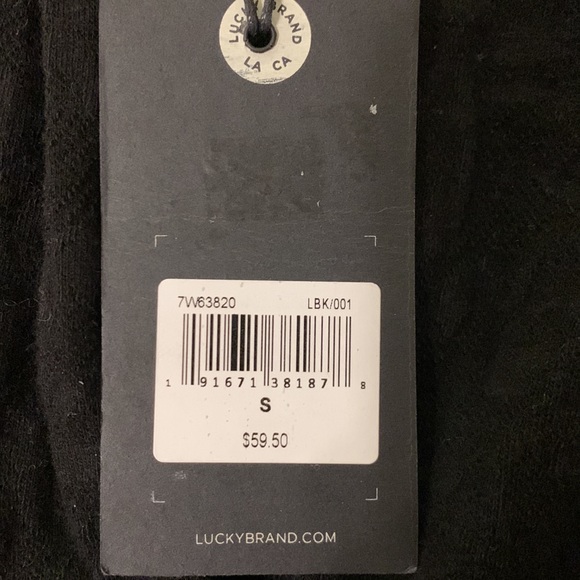 LUCKY BRAND
LA CA
7W63820 LBK/001
1 91671 38187 8
S
$59.50
LUCKYBRAND.COM